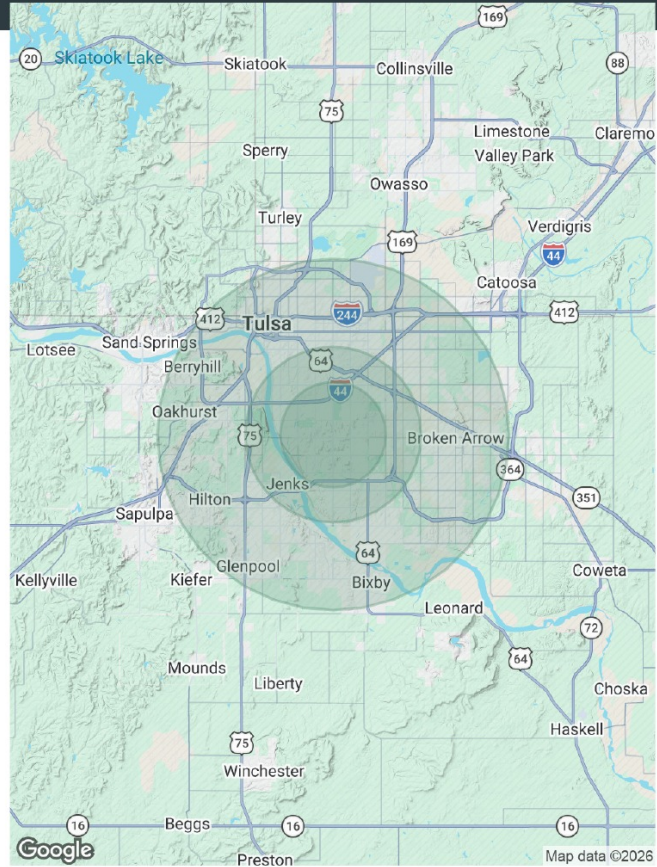 169
20
Skiatook Lake
Skiatook
Collinsville
88
75
Limestone
Claremo
Sperry
Valley Park
Owasso
Turley
Verdigris
169
44
Catoosa
412
Tulsa
244
412
Lotsee
Sand Springs
64
Berryhill
44
Oakhurst
75
Broken Arrow
364
Jenks
Hilton
351
Sapulpa
64
Glenpool
Coweta
Kellyville
Kiefer
Bixby
Leonard
72
64
Mounds
Liberty
Choska
Haskell
75
Winchester
16
Beggs
16
16
Google
Preston
Map data ©2026